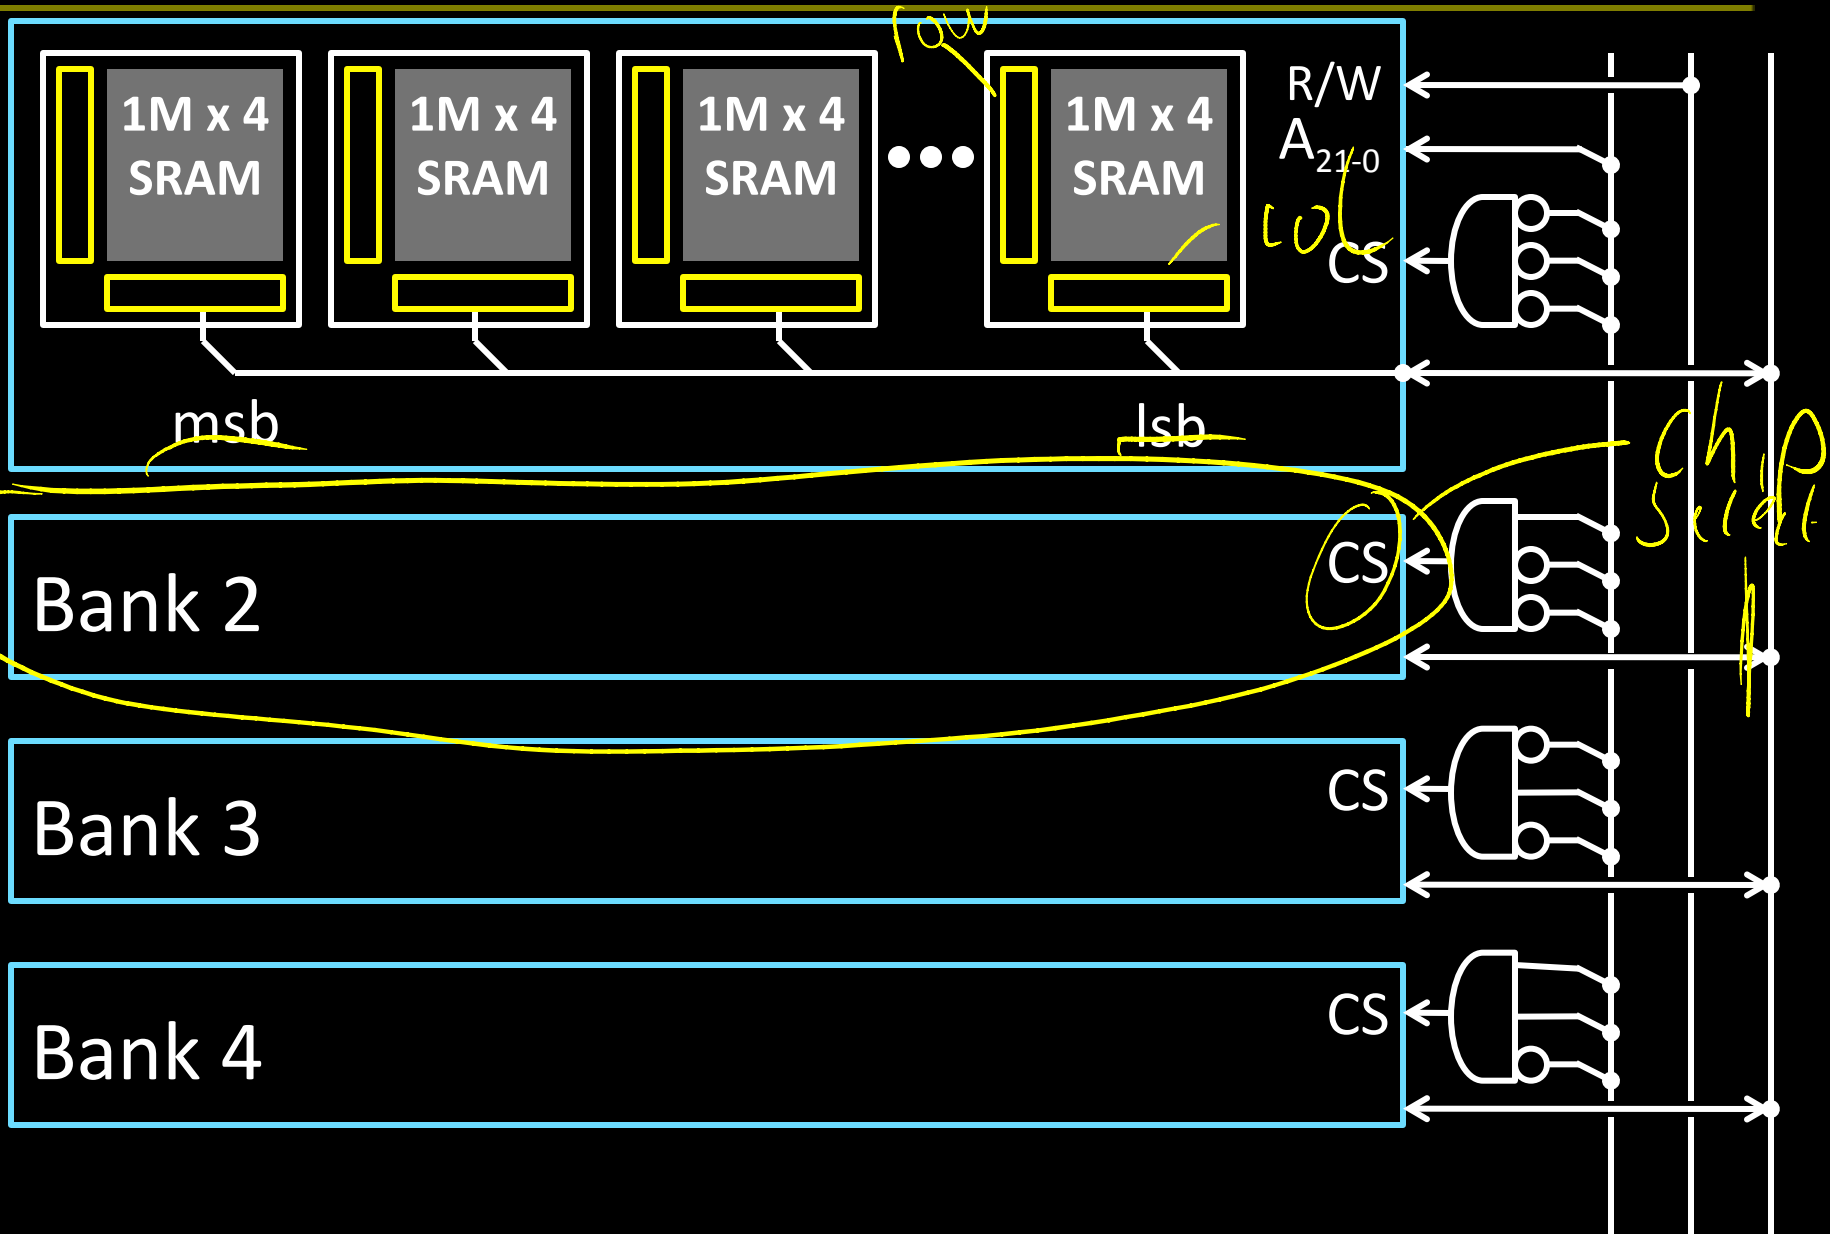 row
1M x 4
SRAM
1M x 4
SRAM
1M x 4
SRAM
1M x 4
SRAM
R/W
A21-0
col
CS
msb
lsb
Chip
Select
Bank 2
CS
Bank 3
CS
Bank 4
CS